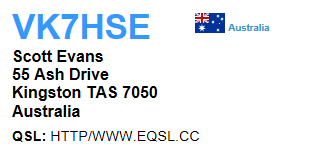 VK7HSE
Australia
Scott Evans
55 Ash Drive
Kingston TAS 7050
Australia
QSL: HTTP/WWW.EQSL.CC